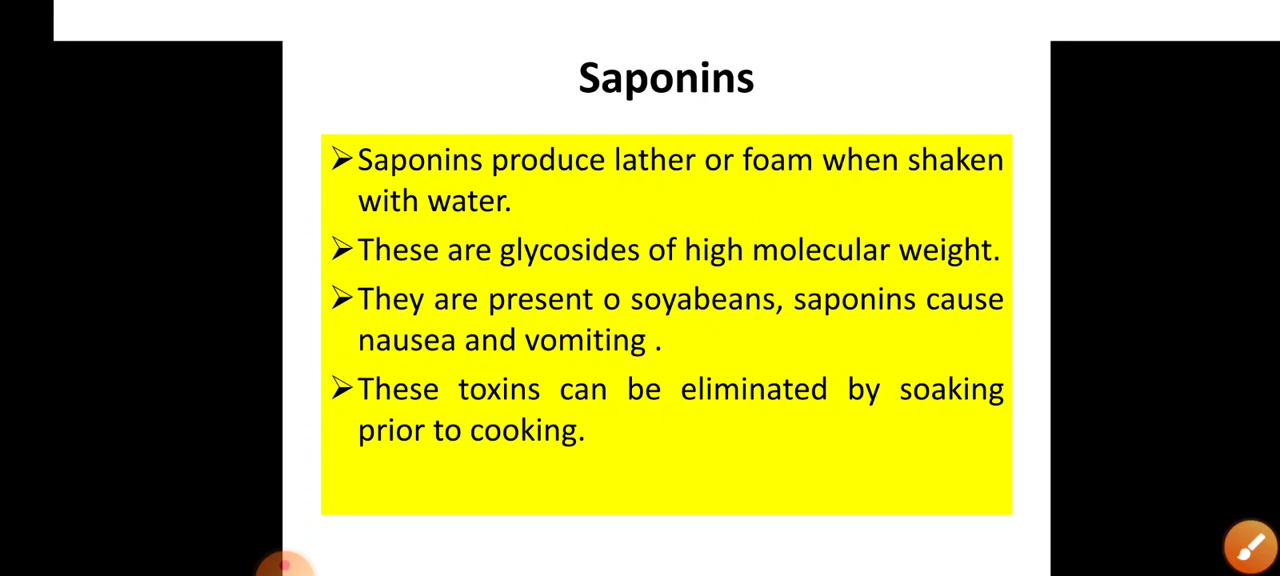 Saponins
➢Saponins produce lather or foam when shaken
with water.
➢These are glycosides of high molecular weight.
➢They are present o soyabeans, saponins cause
nausea and vomiting .
➢These toxins can be eliminated by soaking
prior to cooking.